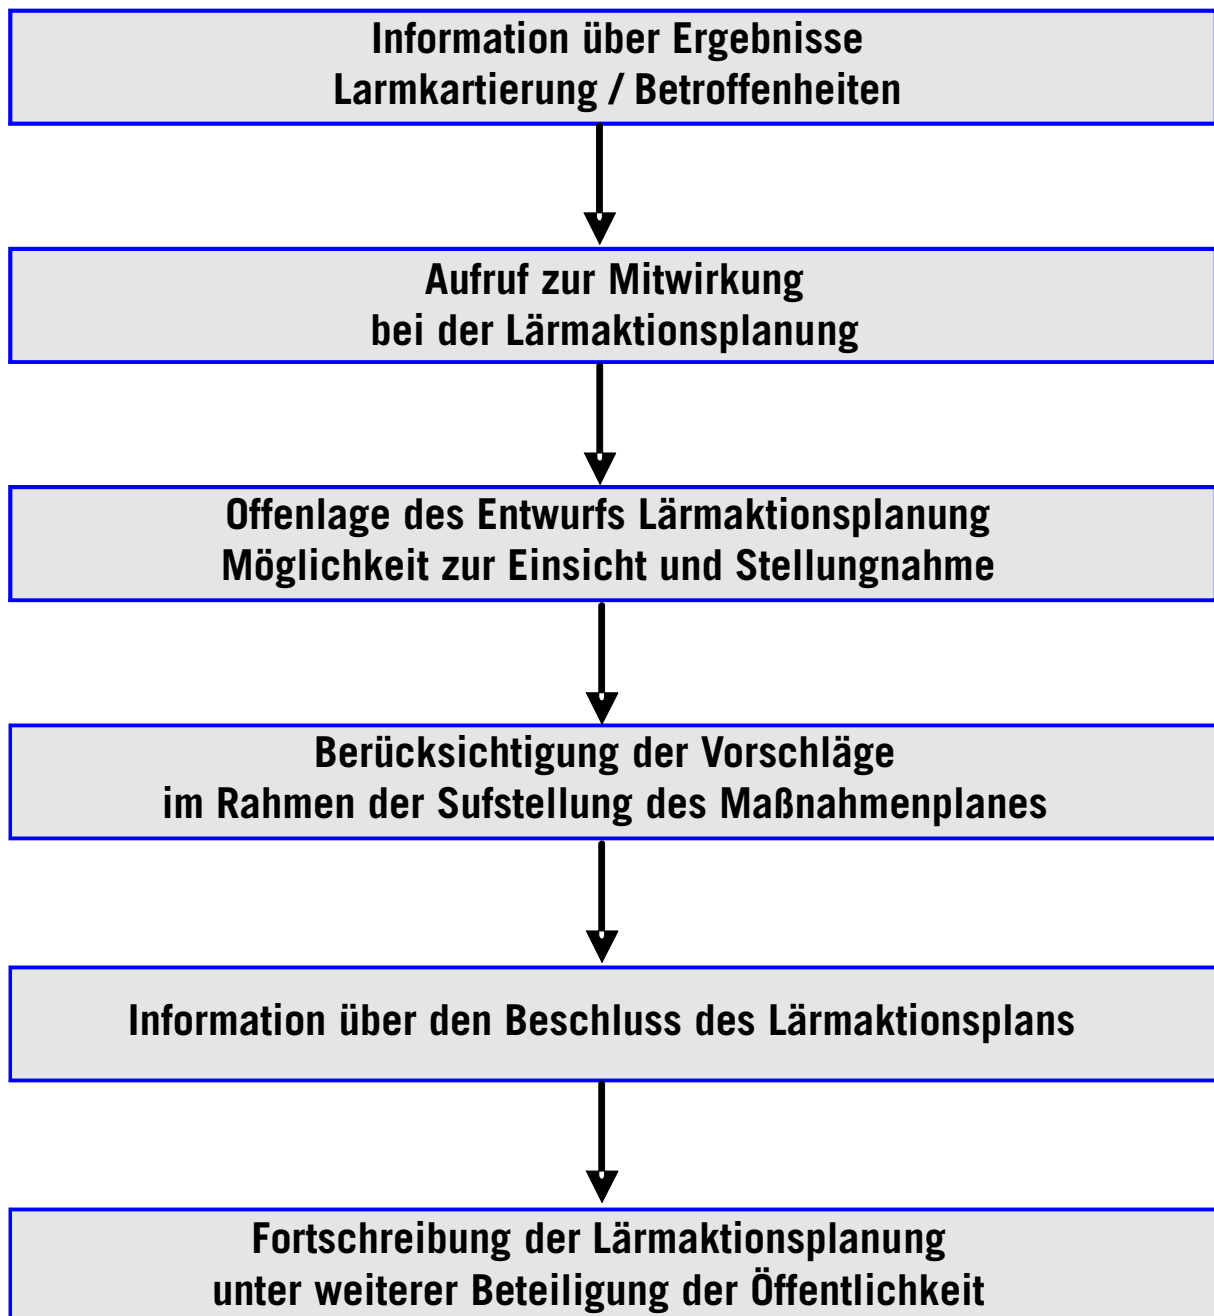 Information über Ergebnisse
Larmkartierung / Betroffenheiten
Aufruf zur Mitwirkung
bei der Lärmaktionsplanung
Offenlage des Entwurfs Lärmaktionsplanung
Möglichkeit zur Einsicht und Stellungnahme
Berücksichtigung der Vorschläge
im Rahmen der Sufstellung des Maßnahmenplanes
Information über den Beschluss des Lärmaktionsplans
Fortschreibung der Lärmaktionsplanung
unter weiterer Beteiligung der Öffentlichkeit